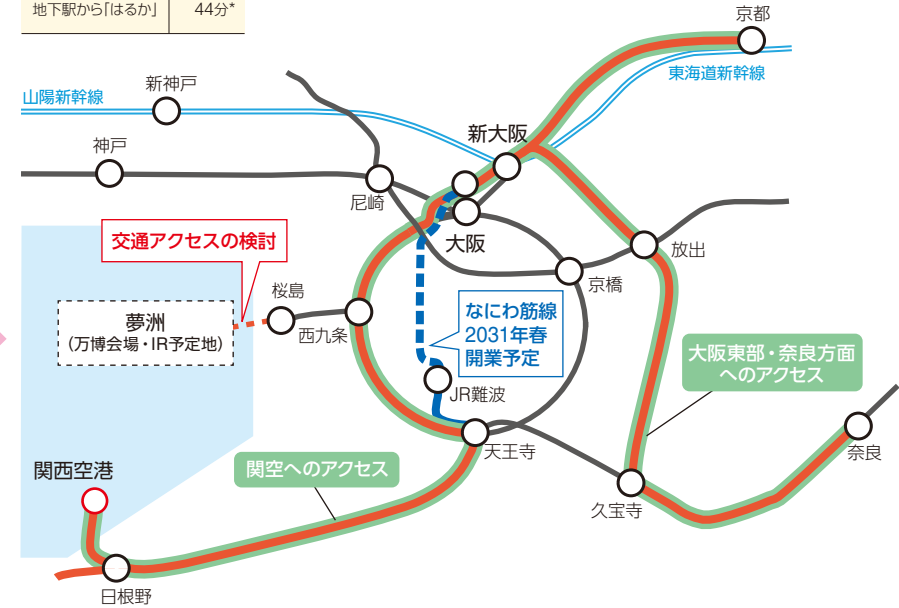 地下駅から「はるか」 44分*
京都
東海道新幹線
新神戸
山陽新幹線
新大阪
神戸
尼崎
大阪
放出
交通アクセスの検討
京橋
桜島
西九条
夢洲
(万博会場・IR予定地)
なにわ筋線
2031年春
開業予定
大阪東部・奈良方面
へのアクセス
JR難波
天王寺
奈良
関西空港
関空へのアクセス
久宝寺
日根野